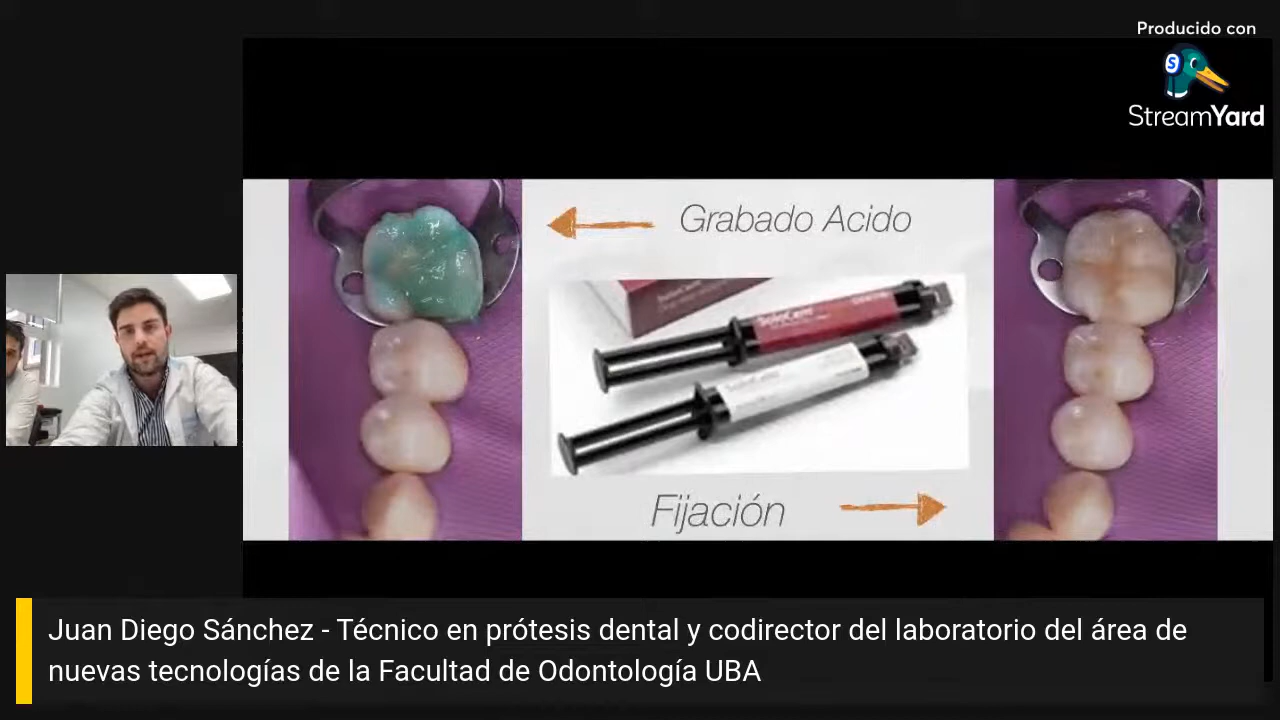 Producido con
StreamYard
Grabado Acido
SoloCem
Fijación
Juan Diego Sánchez - Técnico en prótesis dental y codirector del laboratorio del área de
nuevas tecnologías de la Facultad de Odontología UBA